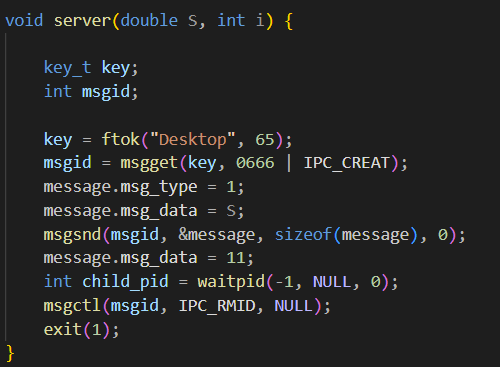 void server(double S, int i) {
key_t key;
int msgid;
key = ftok("Desktop", 65);
msgid = msgget(key, 0666 | IPC_CREAT);
message.msg_type = 1;
message.msg_data = S;
msgsnd(msgid, &message, sizeof(message), 0);
message.msg_data = 11;
int child_pid = waitpid(-1, NULL, 0);
msgctl(msgid, IPC_RMID, NULL);
exit(1);
}